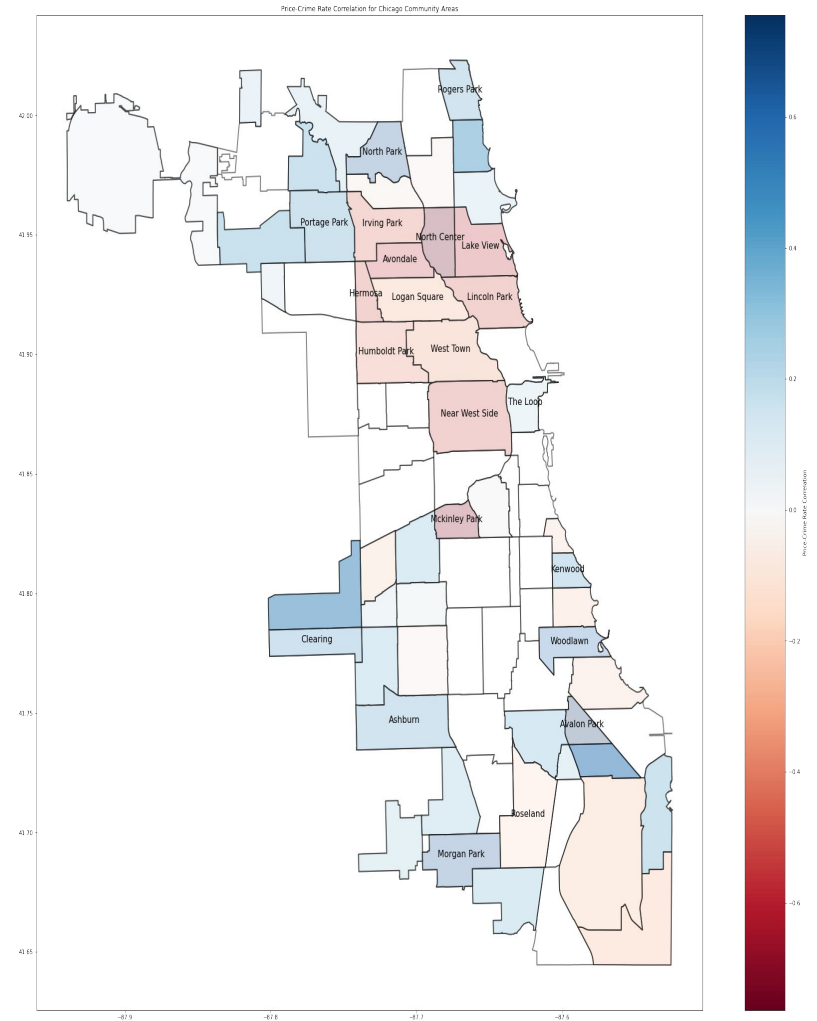 Price-Crime Rate Correlation for Chicago Community Areas
42.00
41.95
41.90
41.85
41.80
41.75
41.70
41.65
−87.9
−87.8
−87.7
−87.6
Rogers Park
North Park
Portage Park
Irving Park
North Center
Lake View
Avondale
Hermosa
Logan Square
Lincoln Park
Humboldt Park
West Town
The Loop
Near West Side
Mckinley Park
Kenwood
Clearing
Woodlawn
Ashburn
Avalon Park
Roseland
Morgan Park
0.6
0.4
0.2
0.0
−0.2
−0.4
−0.6
Price-Crime Rate Correlation